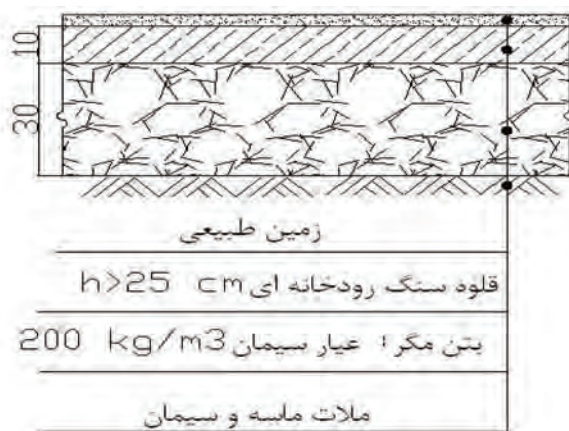 10
30
زمین طبیعی
قلوه سنگ رودخانه ای h>25 cm
بتن مگر : عیار سیمان 200 kg/m3
ملات ماسه و سیمان